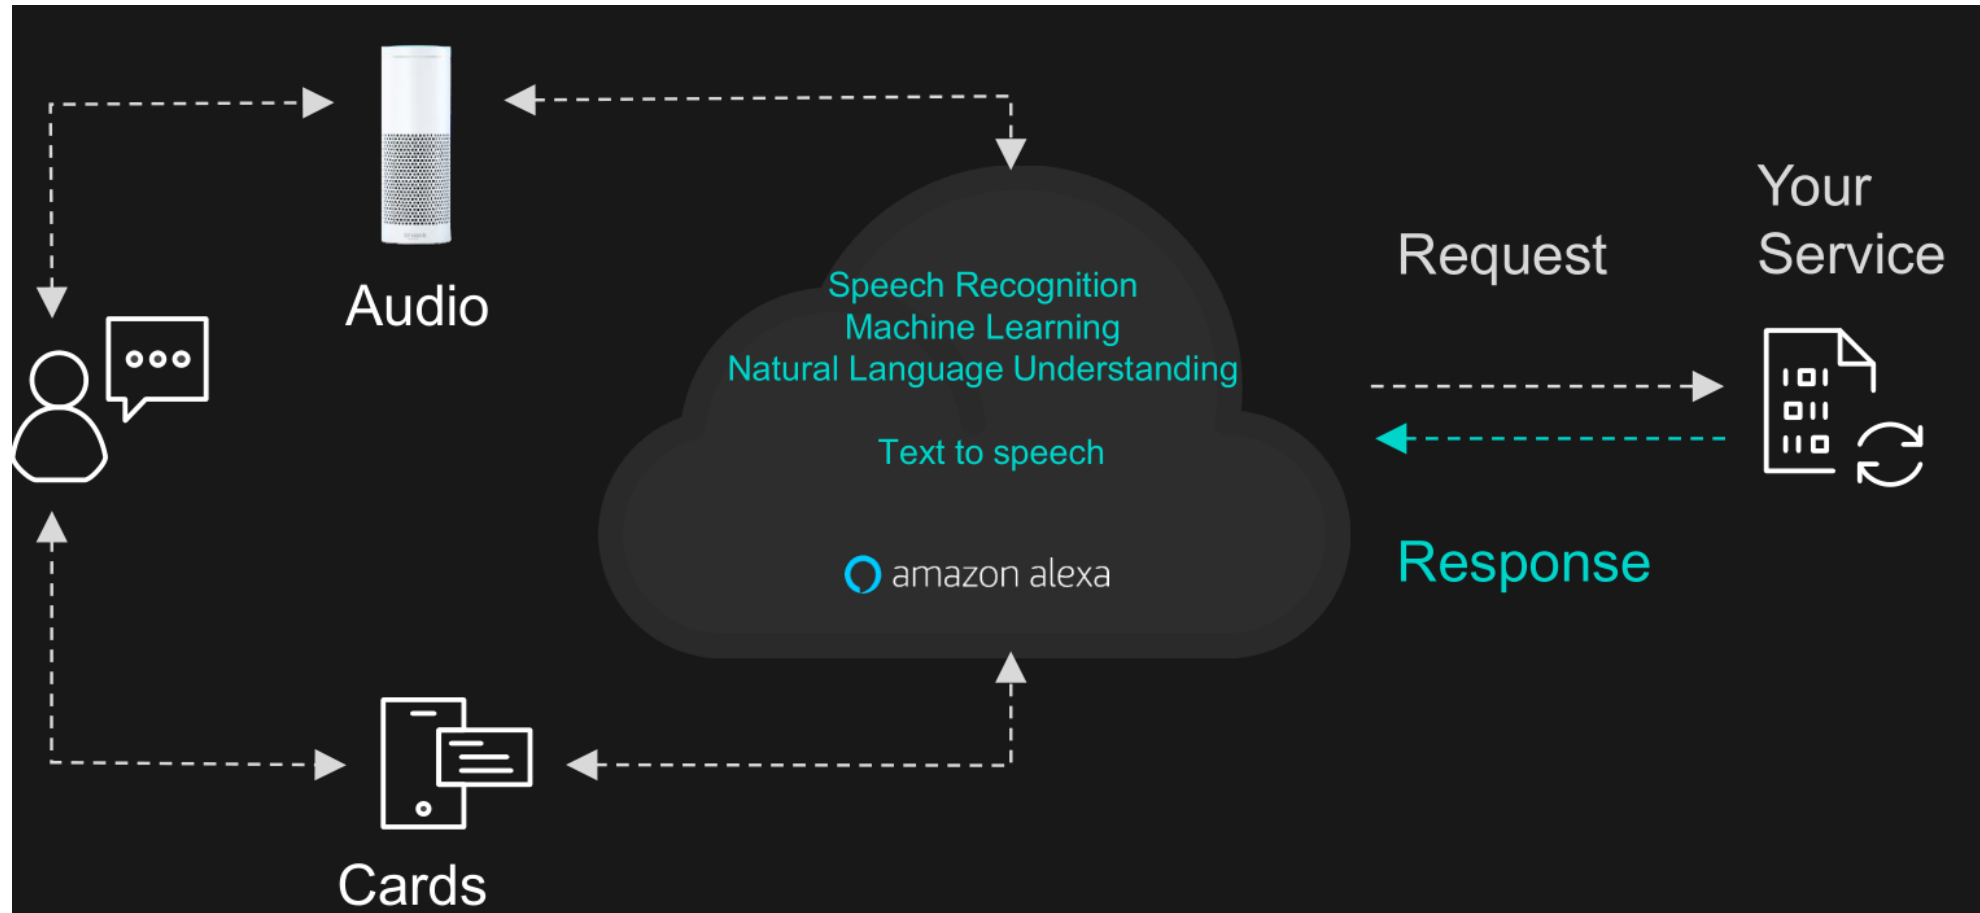 Audio
Speech Recognition
Machine Learning
Natural Language Understanding
Text to speech
amazon alexa
Request
Response
Your
Service
Cards